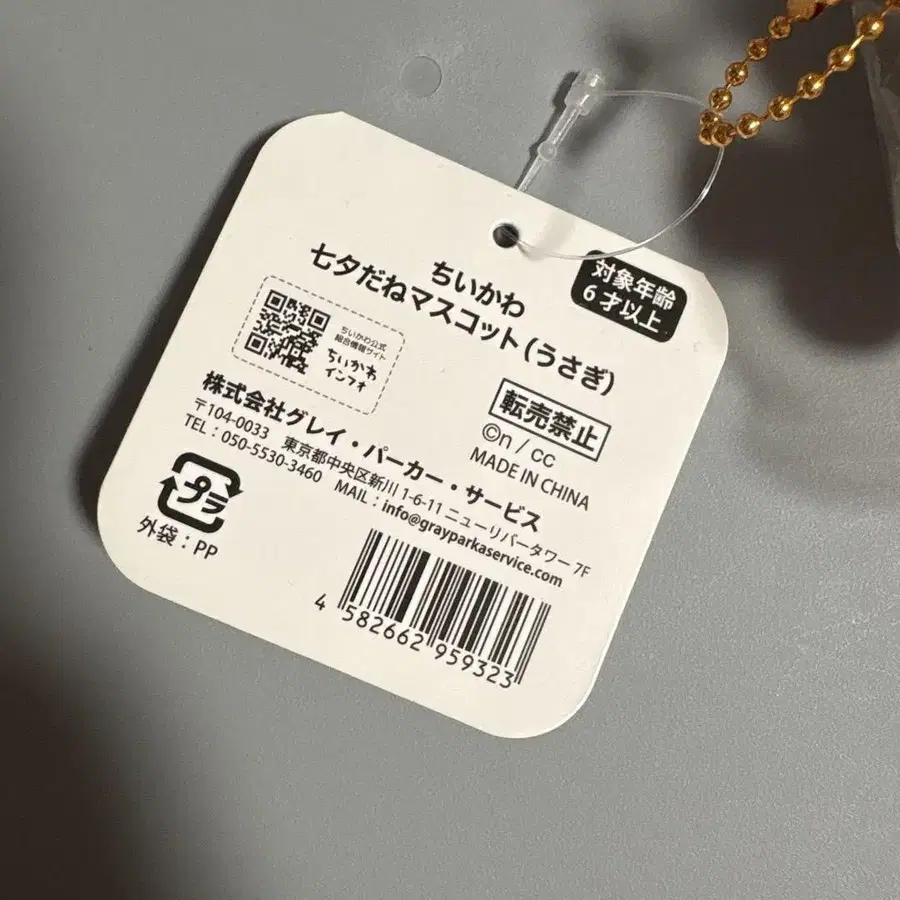 対象年齢
6才以上
ちいかわ
七夕だねマスコット(うさぎ)
ちいかわ公式
総合情報サイト
ちいかわ
インフォ
転売禁止
©n / cc
MADE IN CHINA
株式会社グレイ・パーカー・サービス
〒104-0033 東京都中央区新川 1-6-11 ニューリバータワー 7F
TEL:050-5530-3460 MAIL:info@grayparkaservice.com
プラ
外袋:PP
4 582662 959323